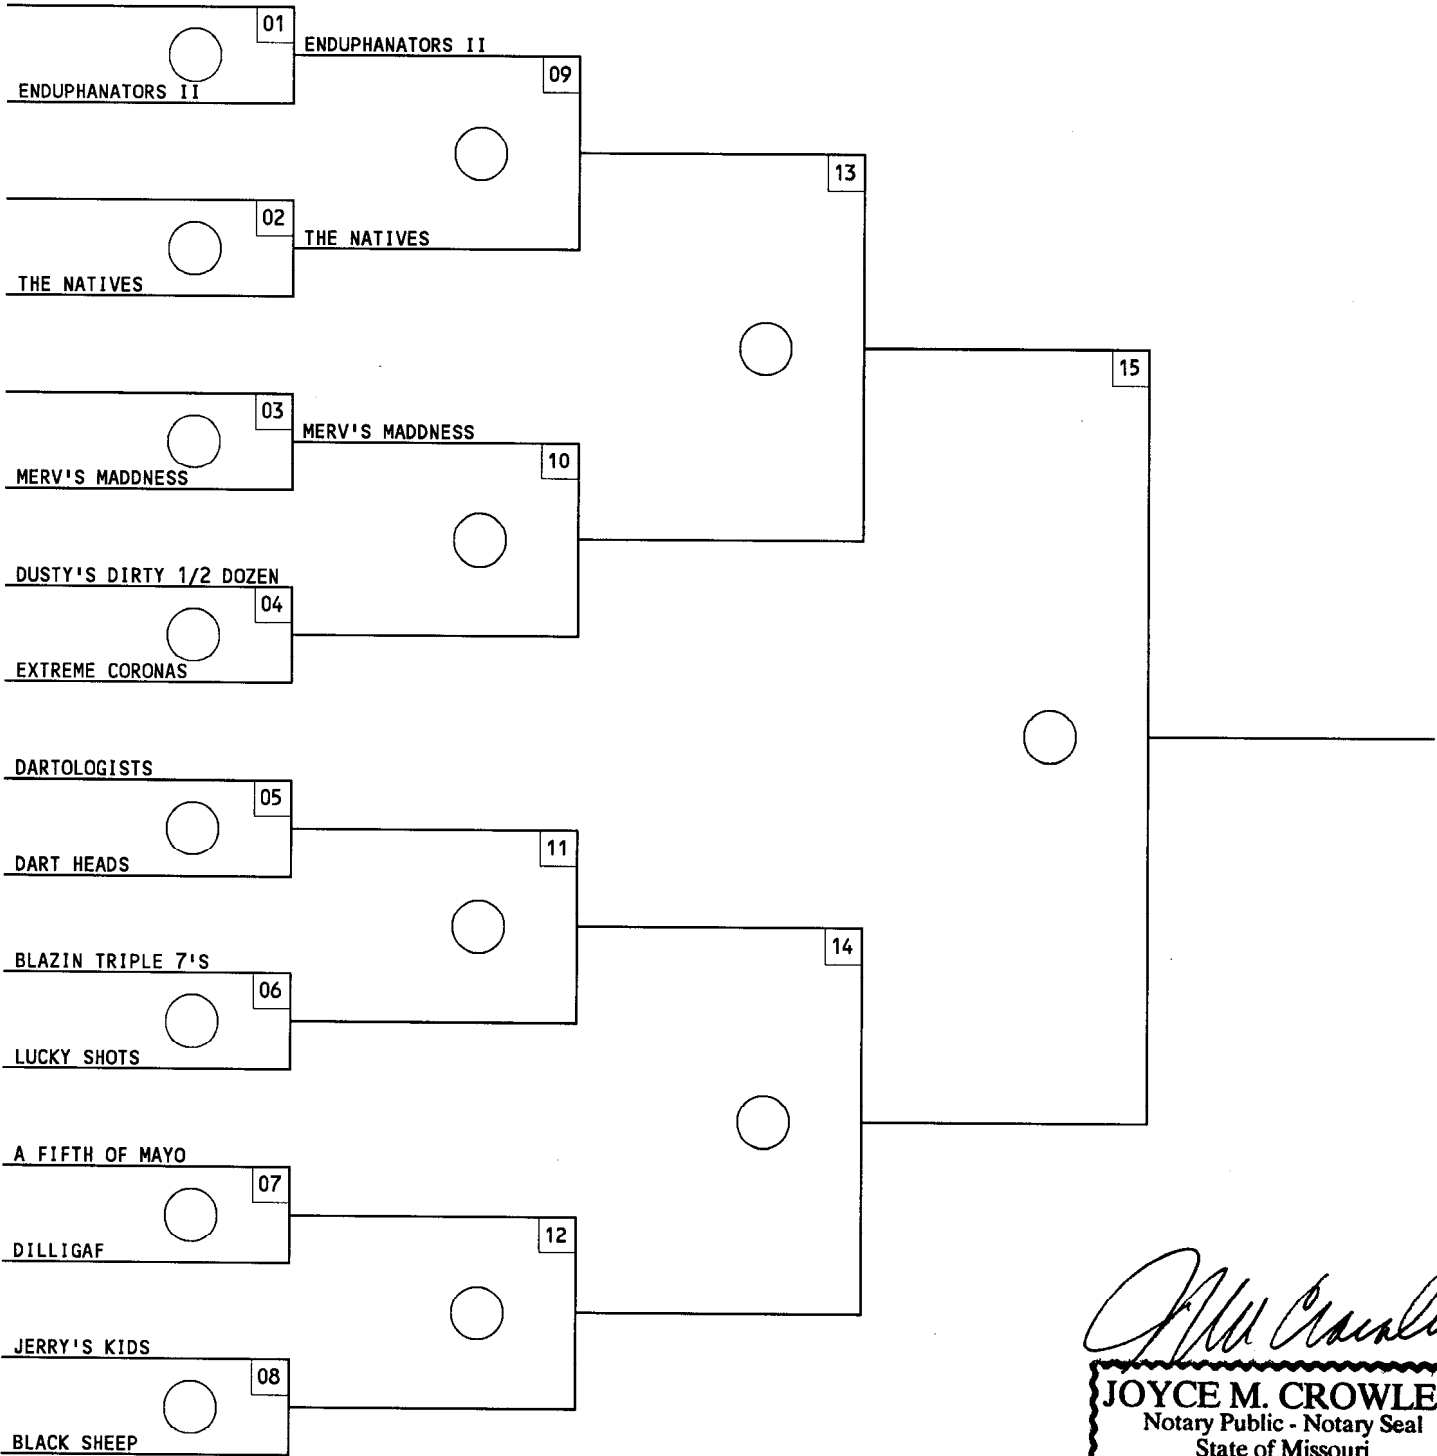 01
ENDUPHANATORS II
ENDUPHANATORS II
09
02
THE NATIVES
THE NATIVES
13
03
MERV'S MADDNESS
MERV'S MADDNESS
10
DUSTY'S DIRTY 1/2 DOZEN
04
EXTREME CORONAS
15
DARTOLOGISTS
05
DART HEADS
11
BLAZIN TRIPLE 7'S
06
LUCKY SHOTS
14
A FIFTH OF MAYO
07
DILLIGAF
12
JERRY'S KIDS
08
BLACK SHEEP
JOYCE M. CROWLE
Notary Public - Notary Seal
State of Missouri